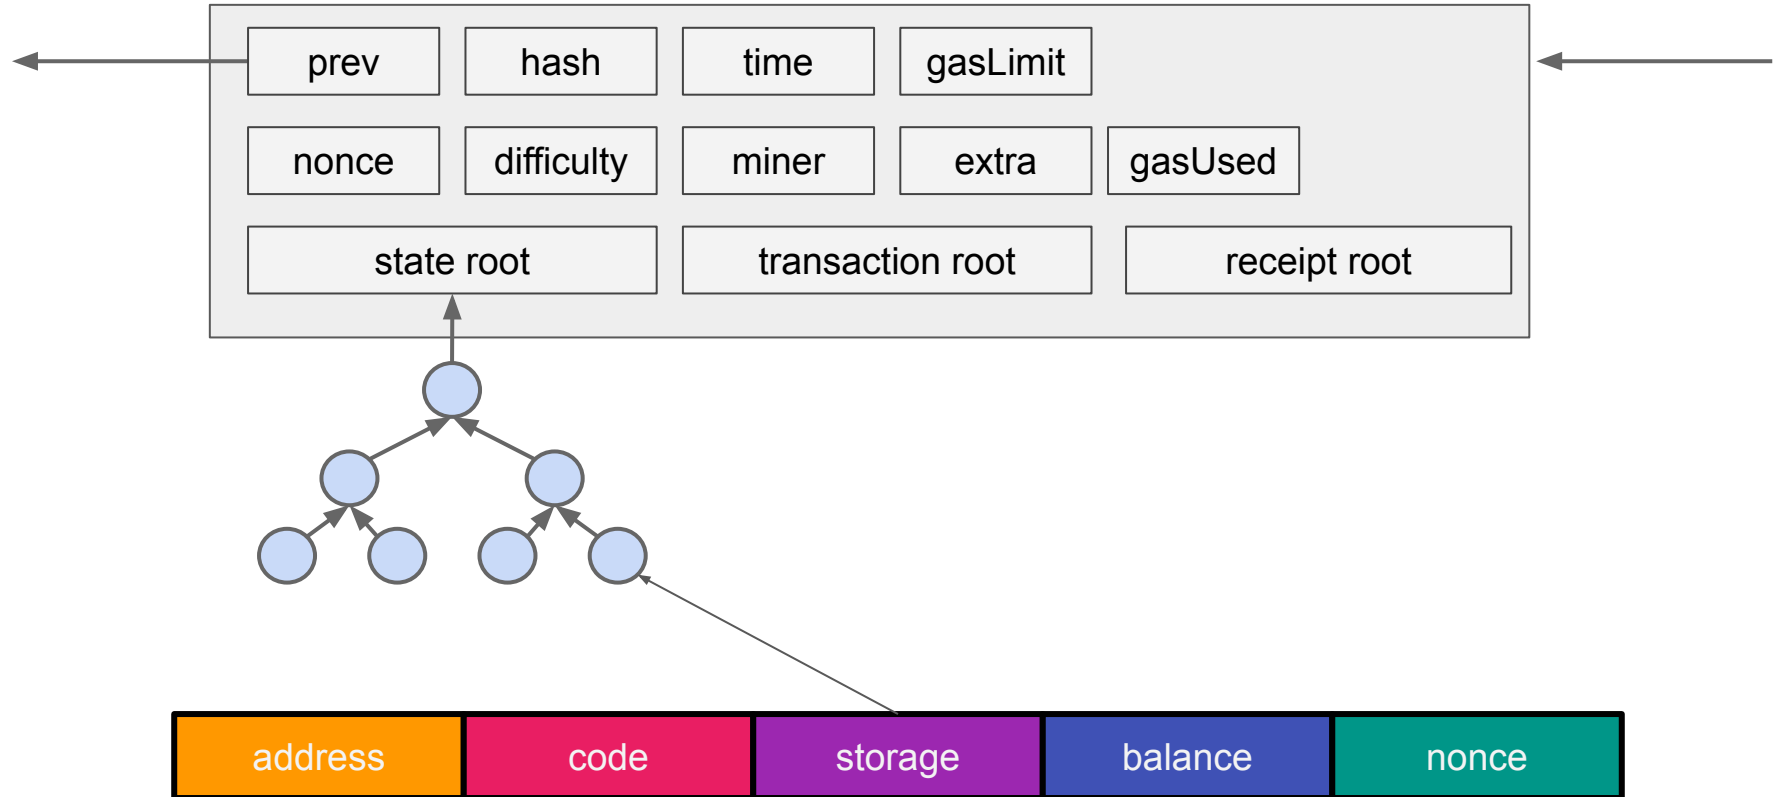 prev hash time gasLimit
nonce difficulty miner extra gasUsed
state root transaction root receipt root
address code storage balance nonce